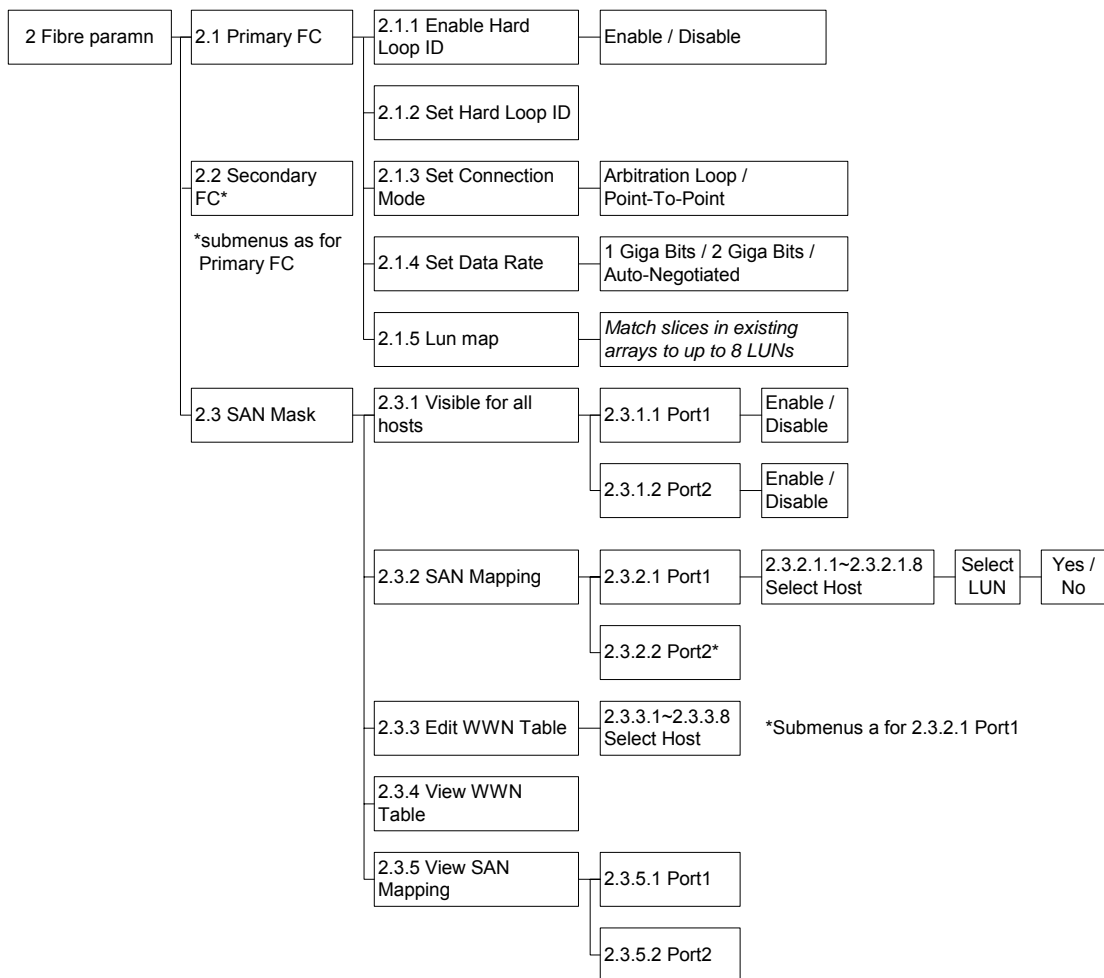 2 Fibre paramn
2.1 Primary FC
2.1.1 Enable Hard
Loop ID
Enable / Disable
2.1.2 Set Hard Loop ID
2.2 Secondary
FC*
2.1.3 Set Connection
Mode
Arbitration Loop /
Point-To-Point
*submenus as for
Primary FC
2.1.4 Set Data Rate
1 Giga Bits / 2 Giga Bits /
Auto-Negotiated
2.1.5 Lun map
Match slices in existing
arrays to up to 8 LUNs
2.3 SAN Mask
2.3.1 Visible for all
hosts
2.3.1.1 Port1
Enable /
Disable
2.3.1.2 Port2
Enable /
Disable
2.3.2 SAN Mapping
2.3.2.1 Port1
2.3.2.1.1~2.3.2.1.8
Select Host
Select
LUN
Yes /
No
2.3.2.2 Port2*
2.3.3 Edit WWN Table
2.3.3.1~2.3.3.8
Select Host
*Submenus a for 2.3.2.1 Port1
2.3.4 View WWN
Table
2.3.5 View SAN
Mapping
2.3.5.1 Port1
2.3.5.2 Port2